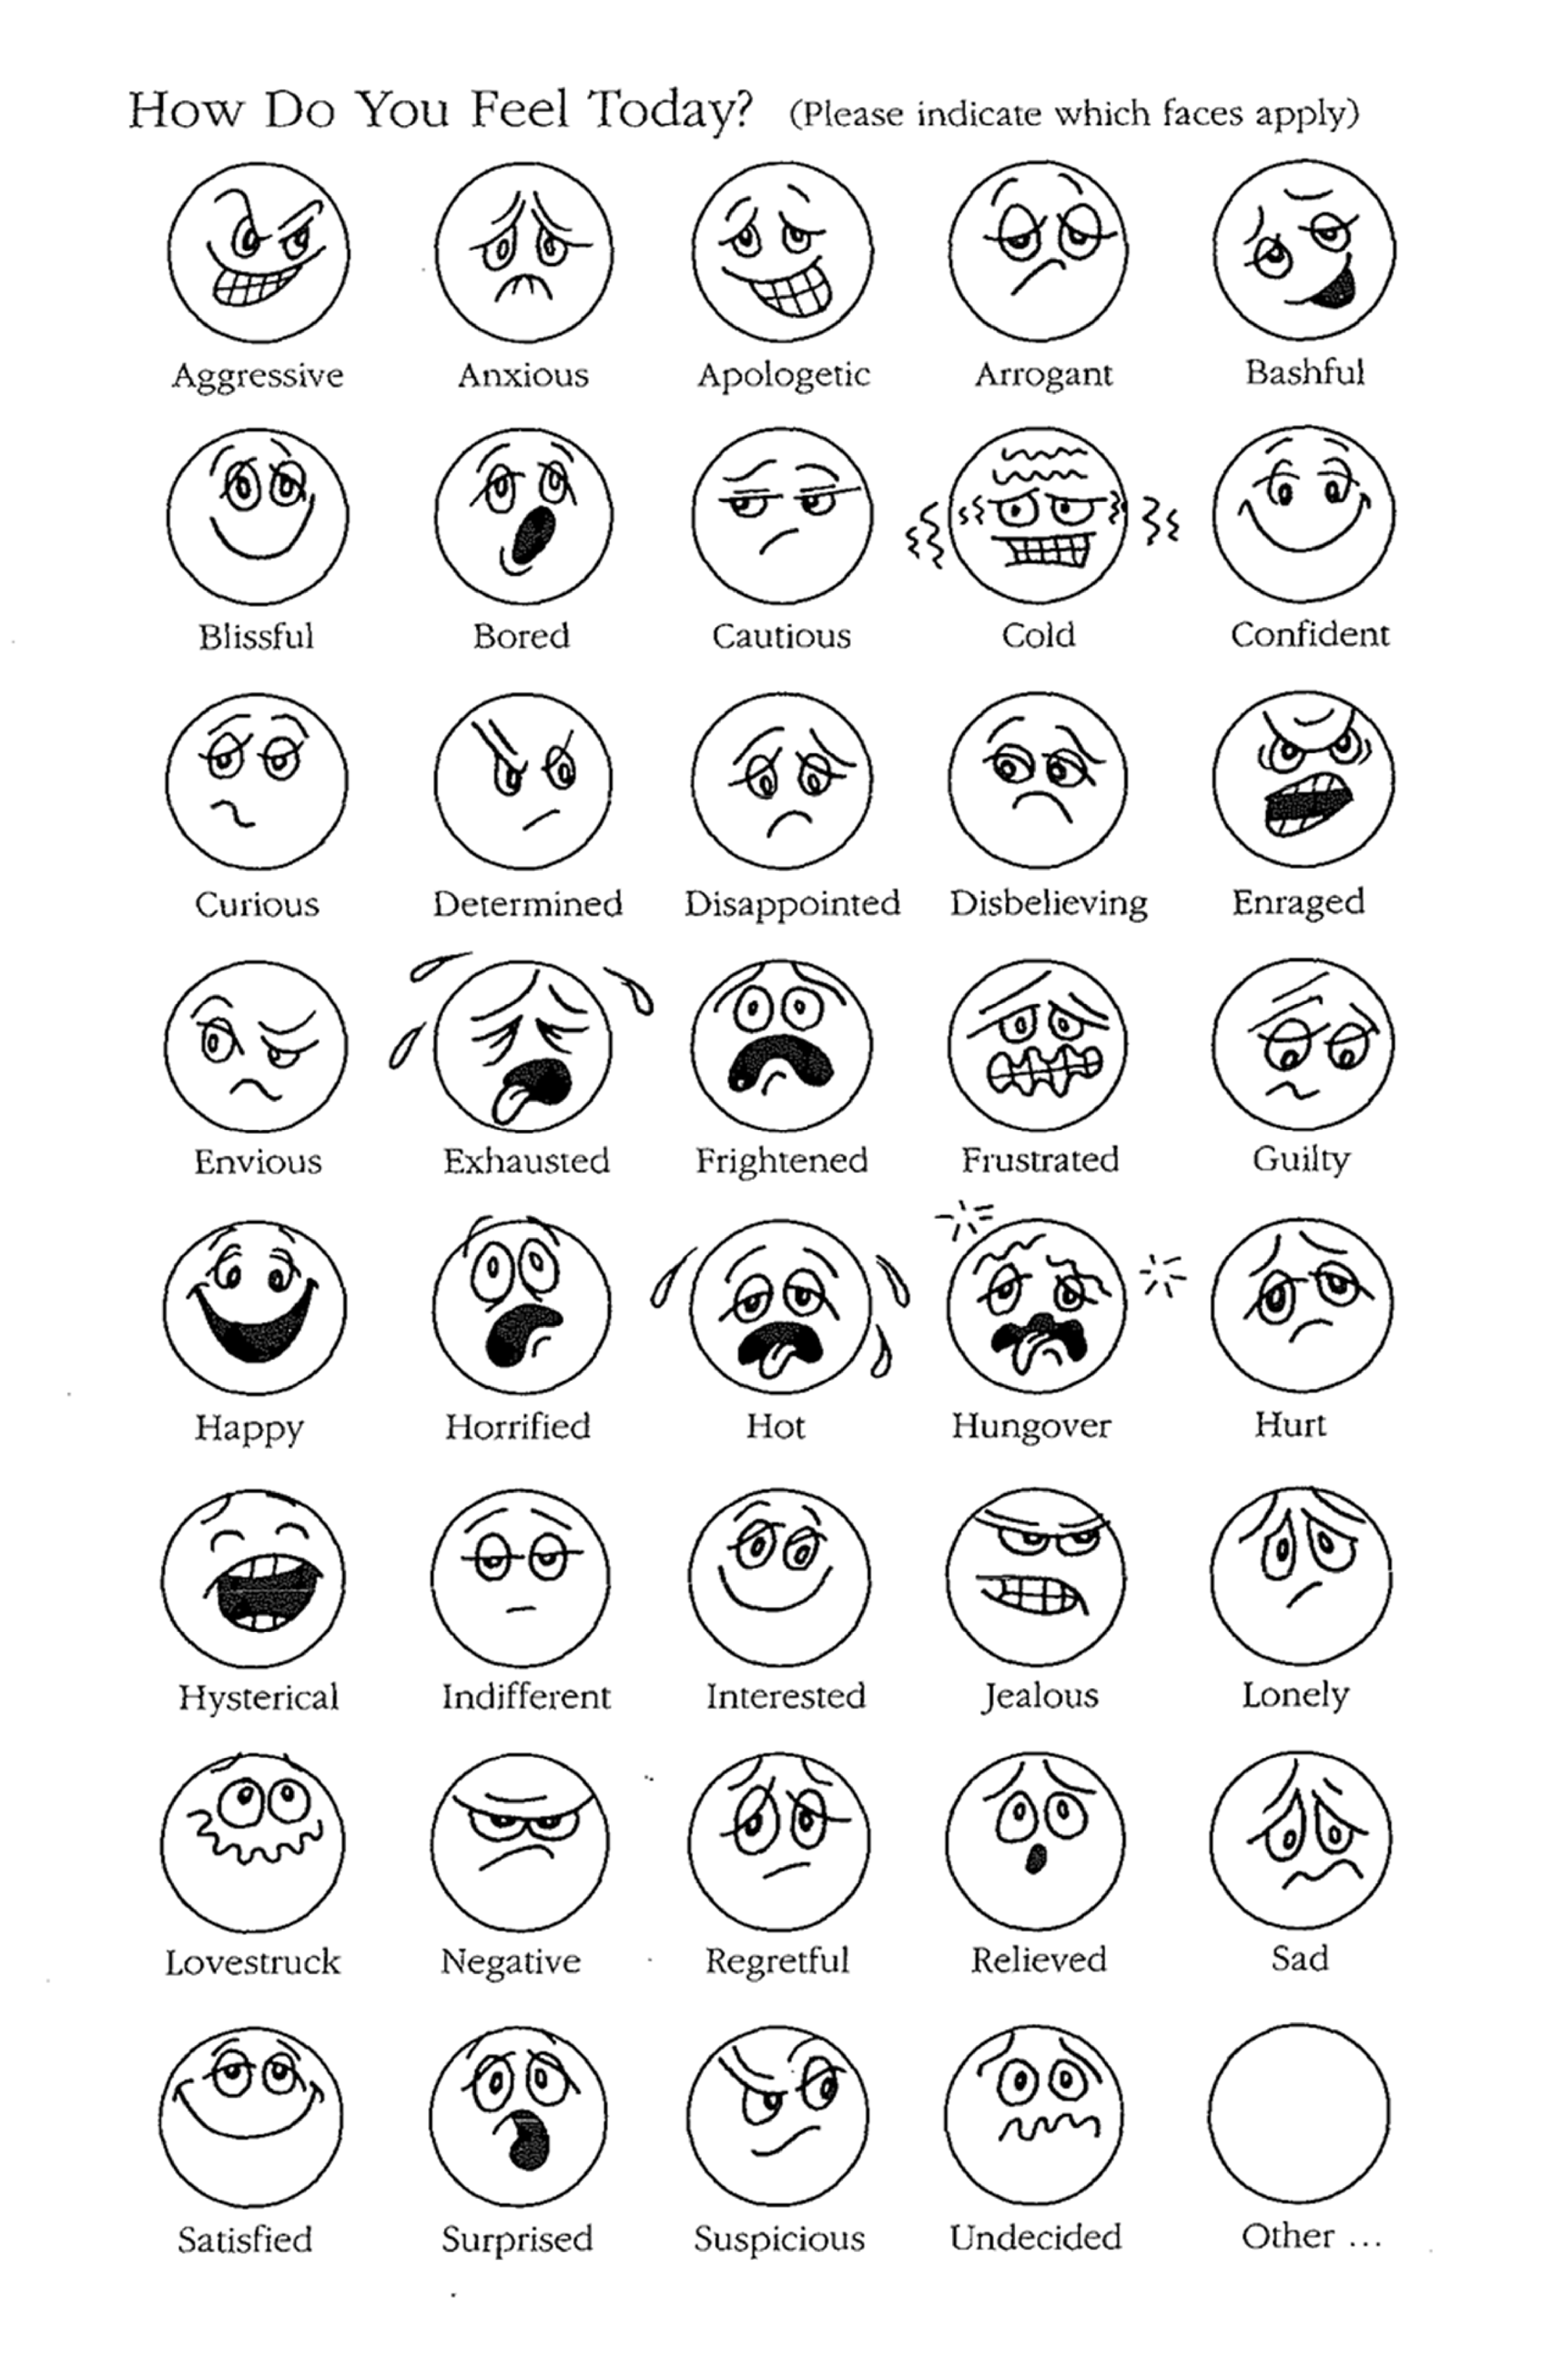 How Do You Feel Today? (Please indicate which faces apply)
Aggressive Anxious Apologetic Arrogant Bashful
Blissful Bored Cautious Cold Confident
Curious Determined Disappointed Disbelieving Enraged
Envious Exhausted Frightened Frustrated Guilty
Happy Horrified Hot Hungover Hurt
Hysterical Indifferent Interested Jealous Lonely
Lovestruck Negative Regretful Relieved Sad
Satisfied Surprised Suspicious Undecided Other ...